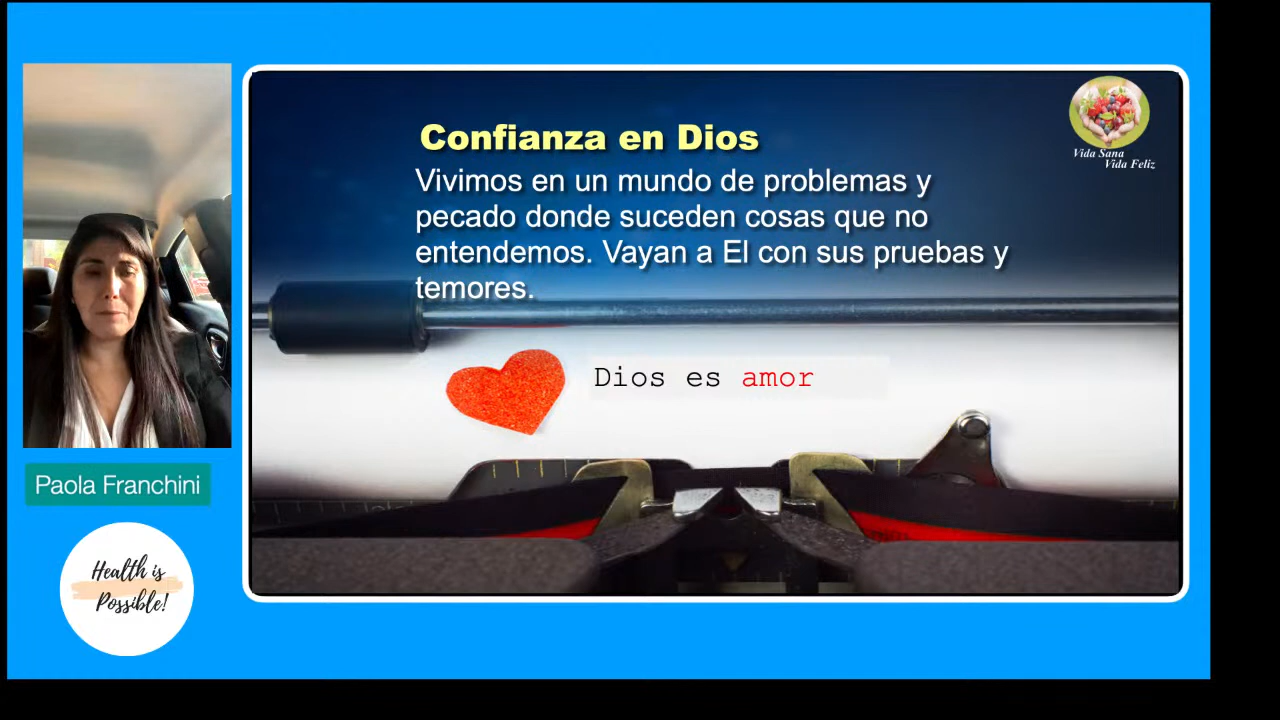 Confianza en Dios
Vivimos en un mundo de problemas y
pecado donde suceden cosas que no
entendemos. Vayan a El con sus pruebas y
temores.
Vida Sana
Vida Feliz
Dios es amor
Paola Franchini
Health is
Possible!